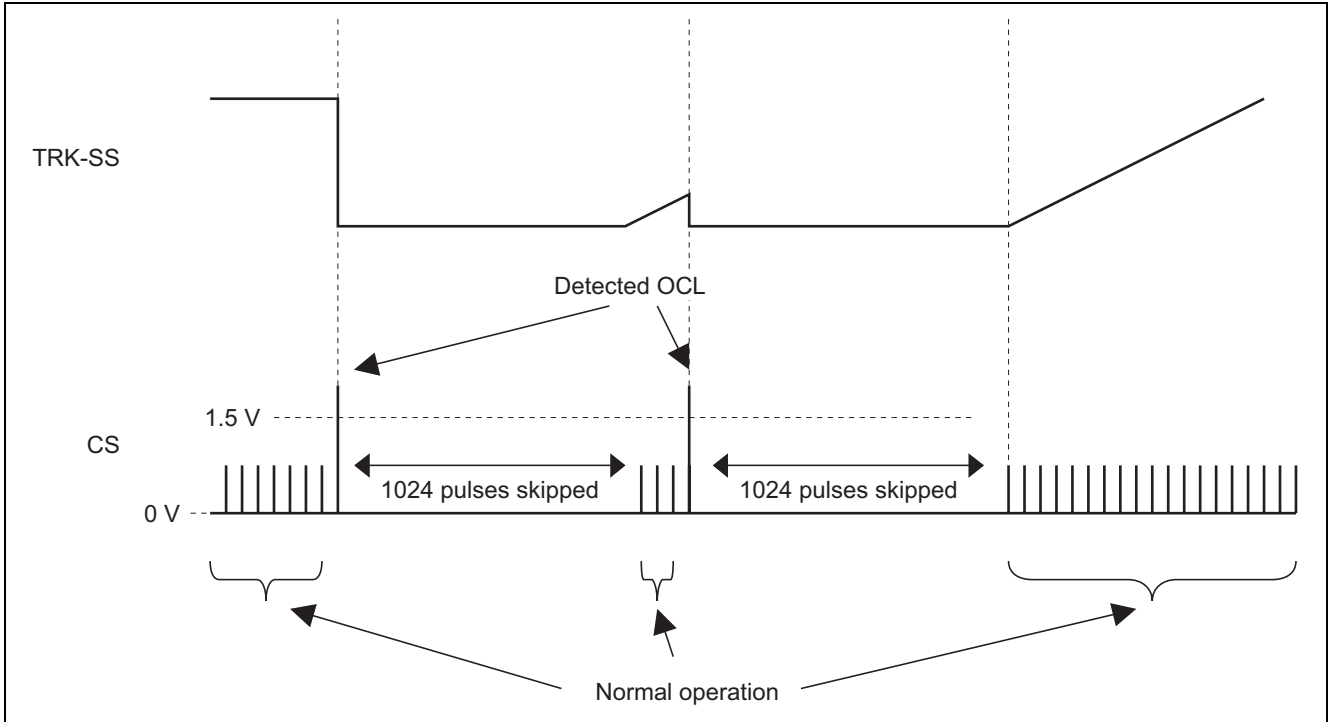 TRK-SS
Detected OCL
1.5 V
CS
1024 pulses skipped
1024 pulses skipped
0 V
Normal operation